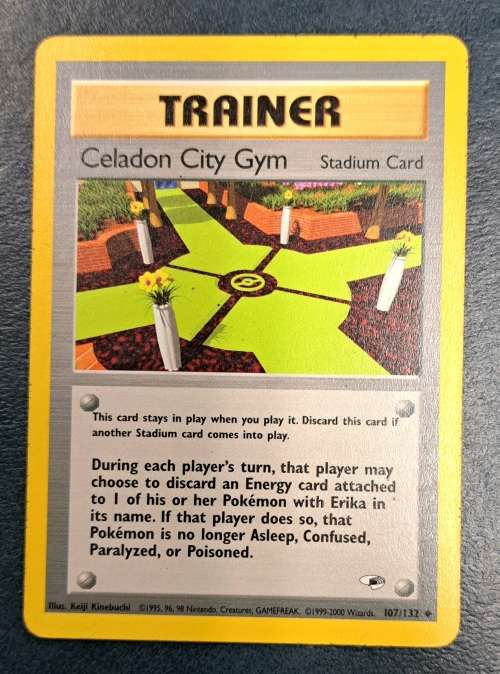 TRAINER
Celadon City Gym Stadium Card
This card stays in play when you play it. Discard this card if
another Stadium card comes into play.
During each player's turn, that player may
choose to discard an Energy card attached
to 1 of his or her Pokémon with Erika in
its name. If that player does so, that
Pokémon is no longer Asleep, Confused,
Paralyzed, or Poisoned.
Illus. Keiji Kinebuchi ©1995, 96, 98 Nintendo, Creatures, GAMEFREAK. ©1999-2000 Wizards. 107/132